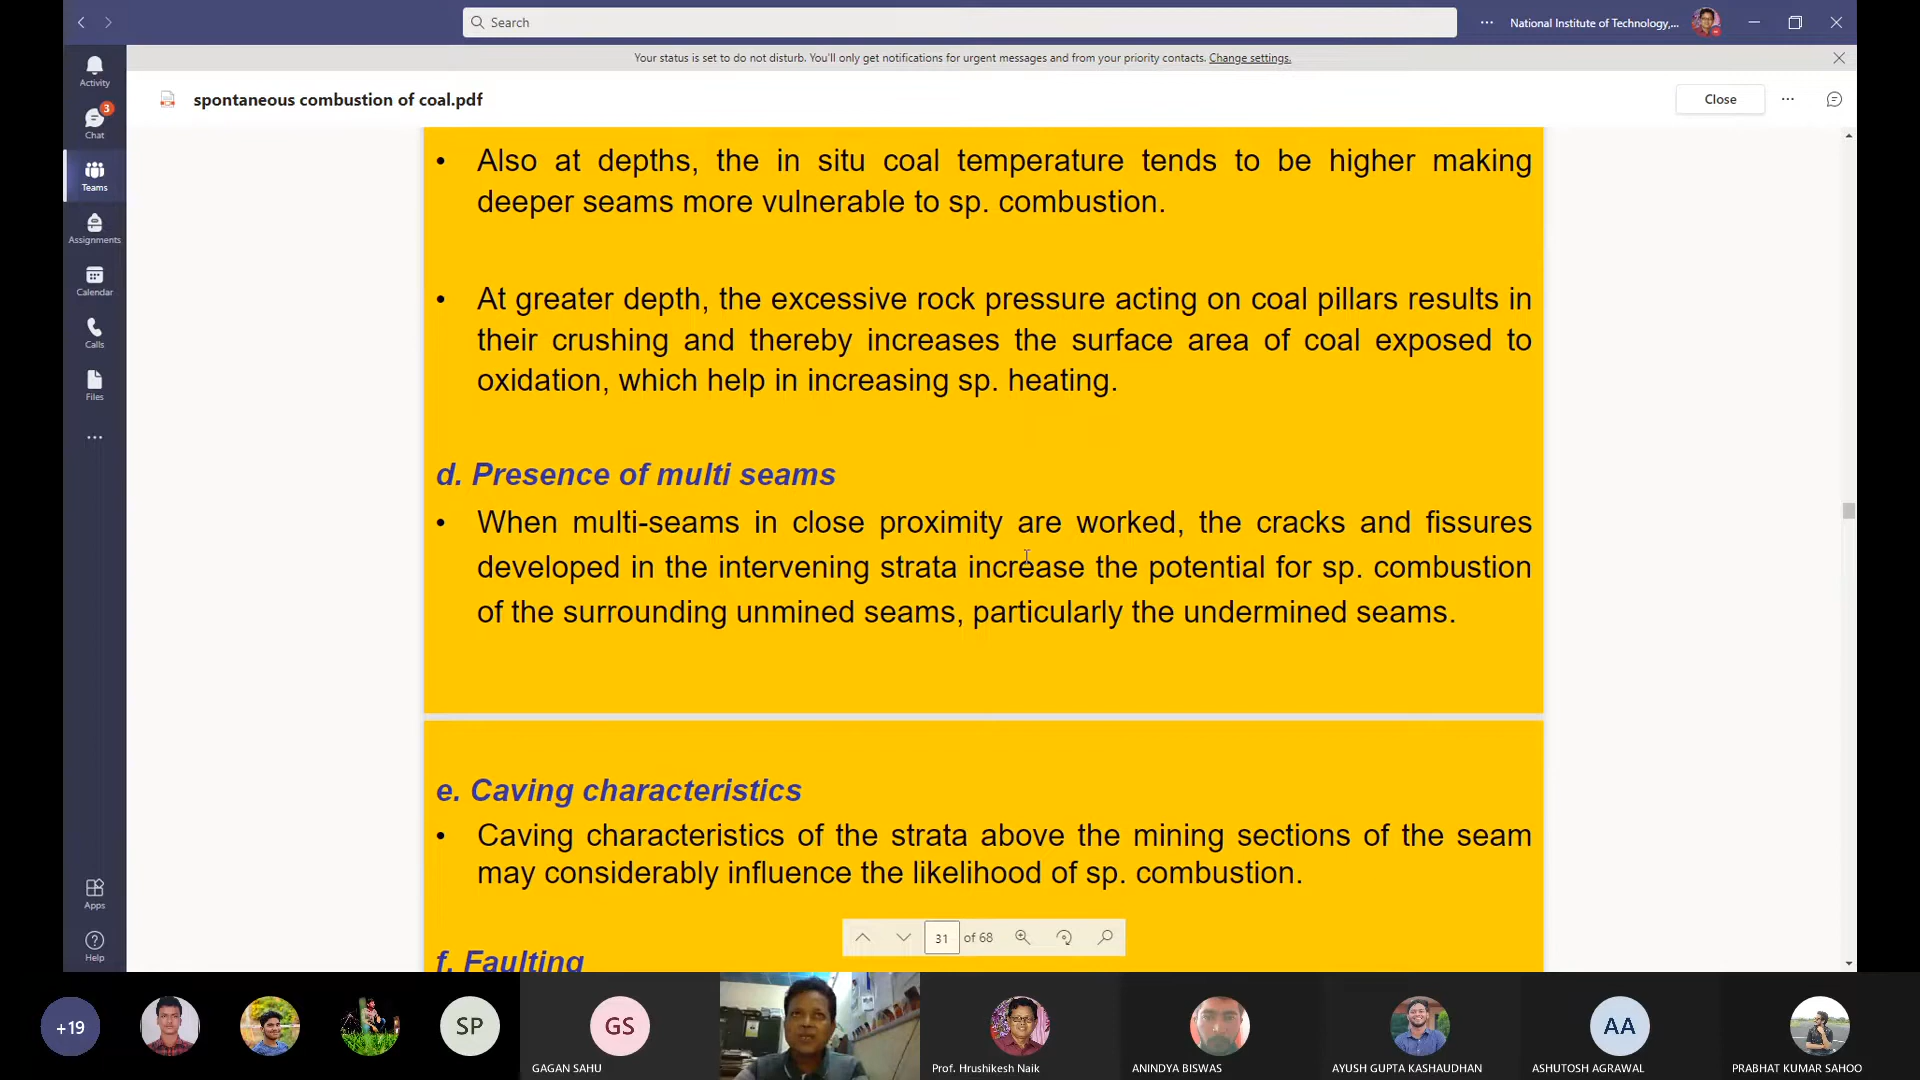 Search
National Institute of Technology,...
Your status is set to do not disturb. You'll only get notifications for urgent messages and from your priority contacts. Change settings.
Activity
3
Chat
Teams
Assignments
Calendar
Calls
Files
Apps
Help
spontaneous combustion of coal.pdf
Close
• Also at depths, the in situ coal temperature tends to be higher making
deeper seams more vulnerable to sp. combustion.
• At greater depth, the excessive rock pressure acting on coal pillars results in
their crushing and thereby increases the surface area of coal exposed to
oxidation, which help in increasing sp. heating.
d. Presence of multi seams
• When multi-seams in close proximity are worked, the cracks and fissures
developed in the intervening strata increase the potential for sp. combustion
of the surrounding unmined seams, particularly the undermined seams.
e. Caving characteristics
• Caving characteristics of the strata above the mining sections of the seam
may considerably influence the likelihood of sp. combustion.
f. Faulting
31 of 68
+19
SP
GS
GAGAN SAHU
Prof. Hrushikesh Naik
ANINDYA BISWAS
AYUSH GUPTA KASHAUDHAN
AA
ASHUTOSH AGRAWAL
PRABHAT KUMAR SAHOO